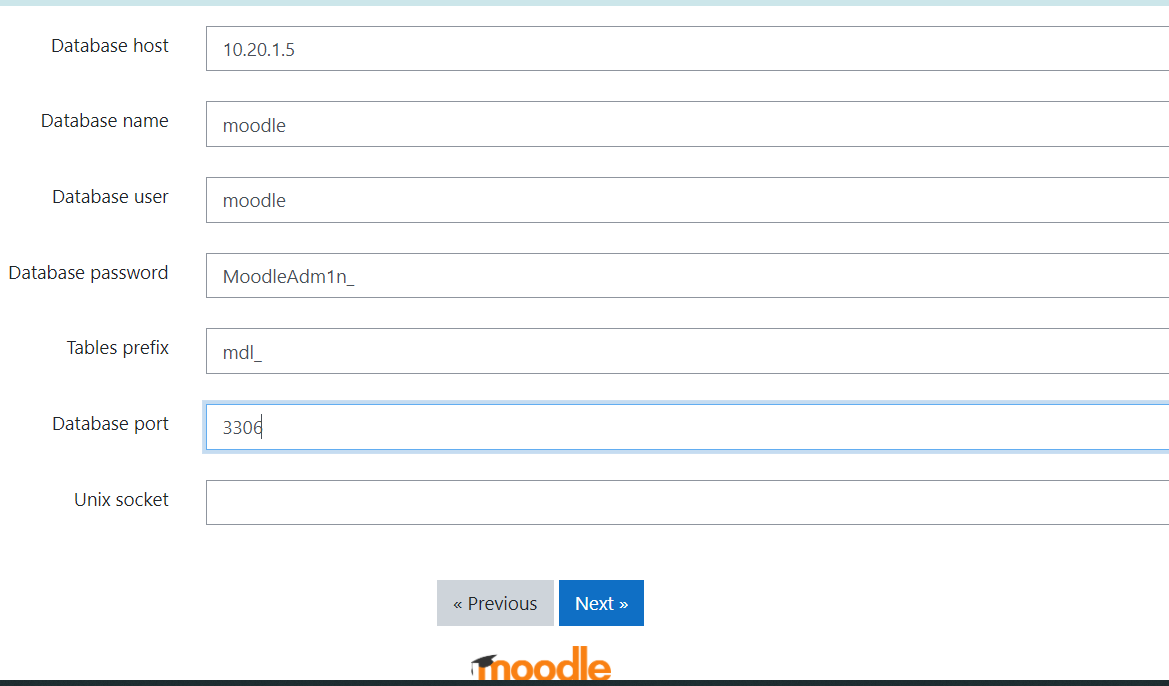 Database host
10.20.1.5
Database name
moodle
Database user
moodle
Database password
MoodleAdm1n_
Tables prefix
mdl_
Database port
3306
Unix socket
« Previous
Next »
moodle